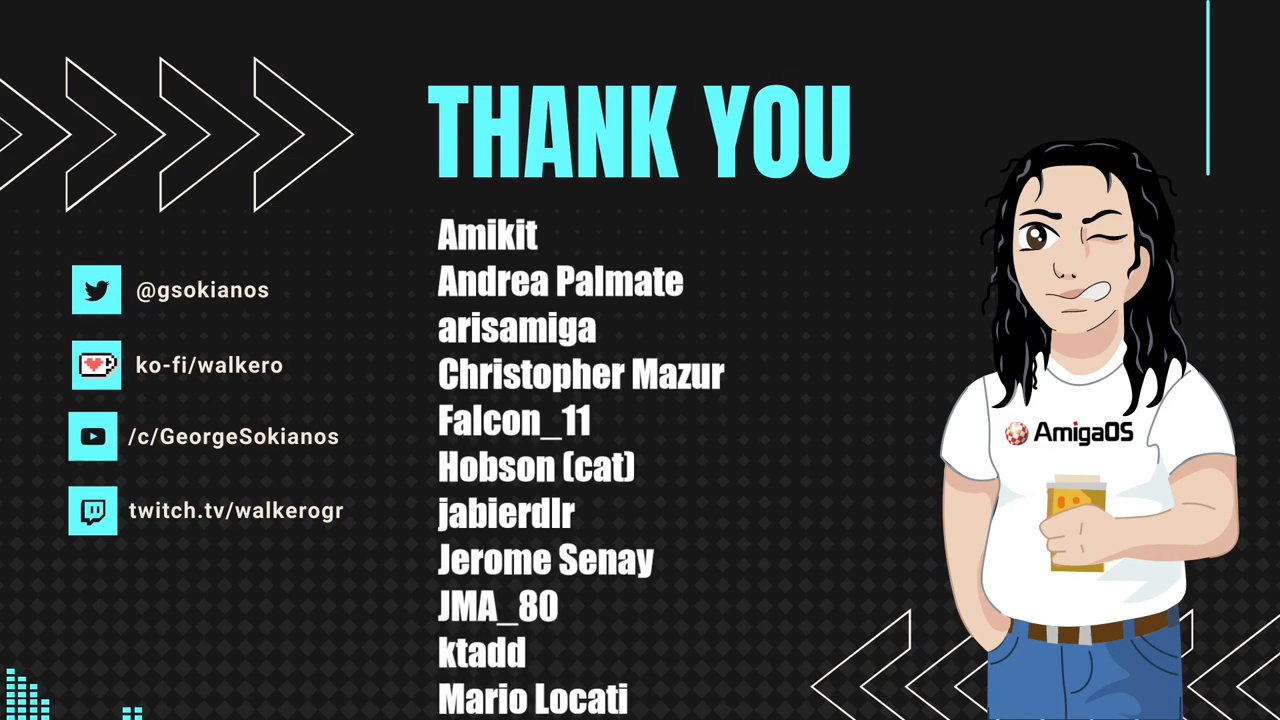 THANK YOU
@gsokianos
ko-fi/walkero
/c/GeorgeSokianos
twitch.tv/walkerogr
Amikit
Andrea Palmate
arisamiga
Christopher Mazur
Falcon_11
Hobson (cat)
jabierdlr
Jerome Senay
JMA_80
ktadd
Mario Locati
AmigaOS